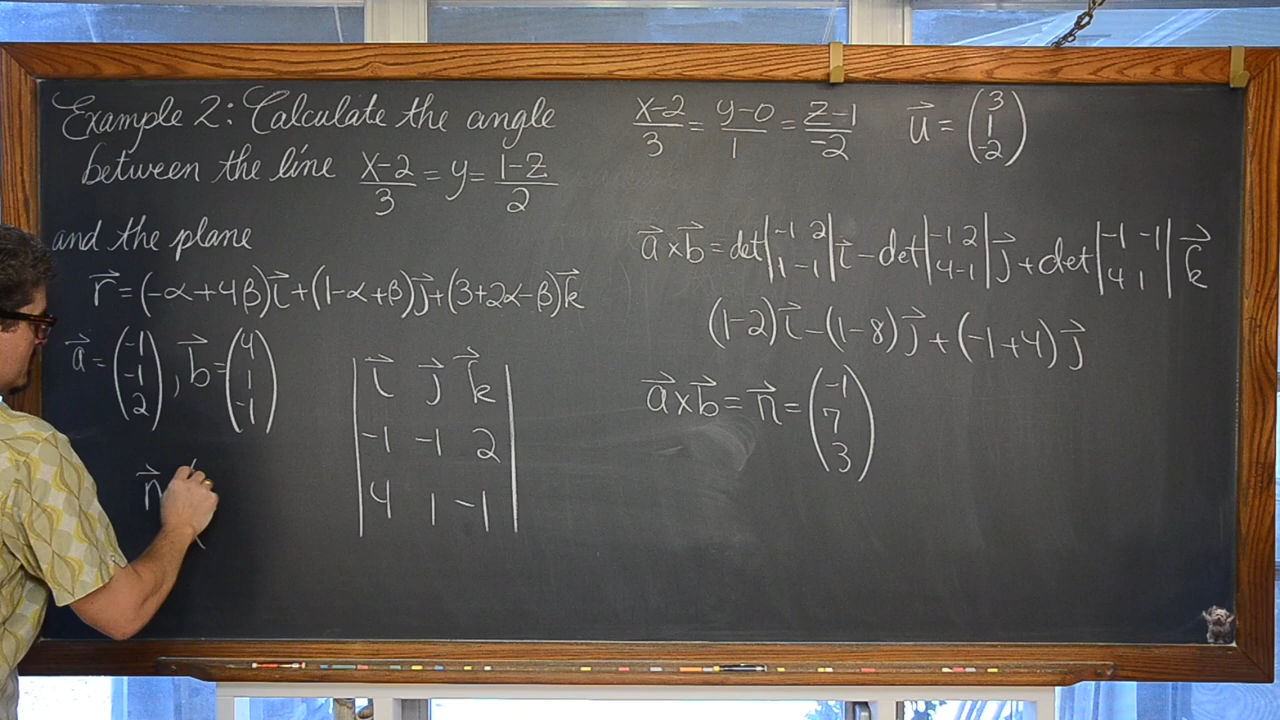 Example 2: Calculate the angle
between the line x-2/3 = y = 1-z/2
and the plane
r⃗ = (-α+4β)i⃗+(1-α+β)j⃗+(3+2α-β)k⃗
a⃗ = (-1 -1 2), b⃗ = (4 1 -1)
n⃗
| i⃗ j⃗ k⃗ |
| -1 -1 2 |
| 4 1 -1 |
x-2/3 = y-0/1 = z-1/-2 u⃗ = (3 1 -2)
a⃗ x b⃗ = det|-1 2 1 -1| i⃗ - det|-1 2 4 -1| j⃗ + det|-1 -1 4 1| k⃗
(1-2)i⃗ - (1-8)j⃗ + (-1+4)j⃗
a⃗ x b⃗ = n⃗ = (-1 7 3)